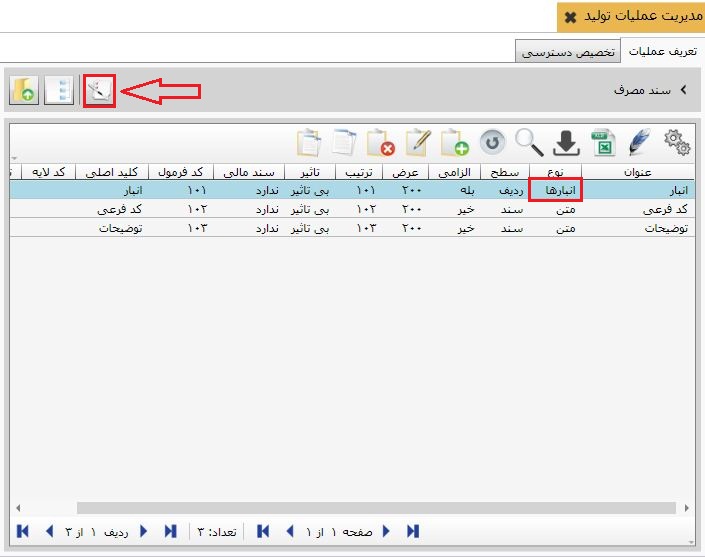 مدیریت عملیات تولید
تعریف عملیات تخصیص دسترسی
سند مصرف
عنوان نوع سطح الزامی عرض ترتیب تاثیر سند مالی کد فرمول کلید اصلی کد لایه
انبار انبارها ردیف بله ۲۰۰ ۱۰۱ بی تاثیر ندارد ۱۰۱ انبار
کد فرعی متن سند خیر ۲۰۰ ۱۰۲ بی تاثیر ندارد ۱۰۲ کد فرعی
توضیحات متن سند خیر ۲۰۰ ۱۰۳ بی تاثیر ندارد ۱۰۳ توضیحات
صفحه ۱ از ۱ تعداد: ۳ ردیف ۱ از ۳